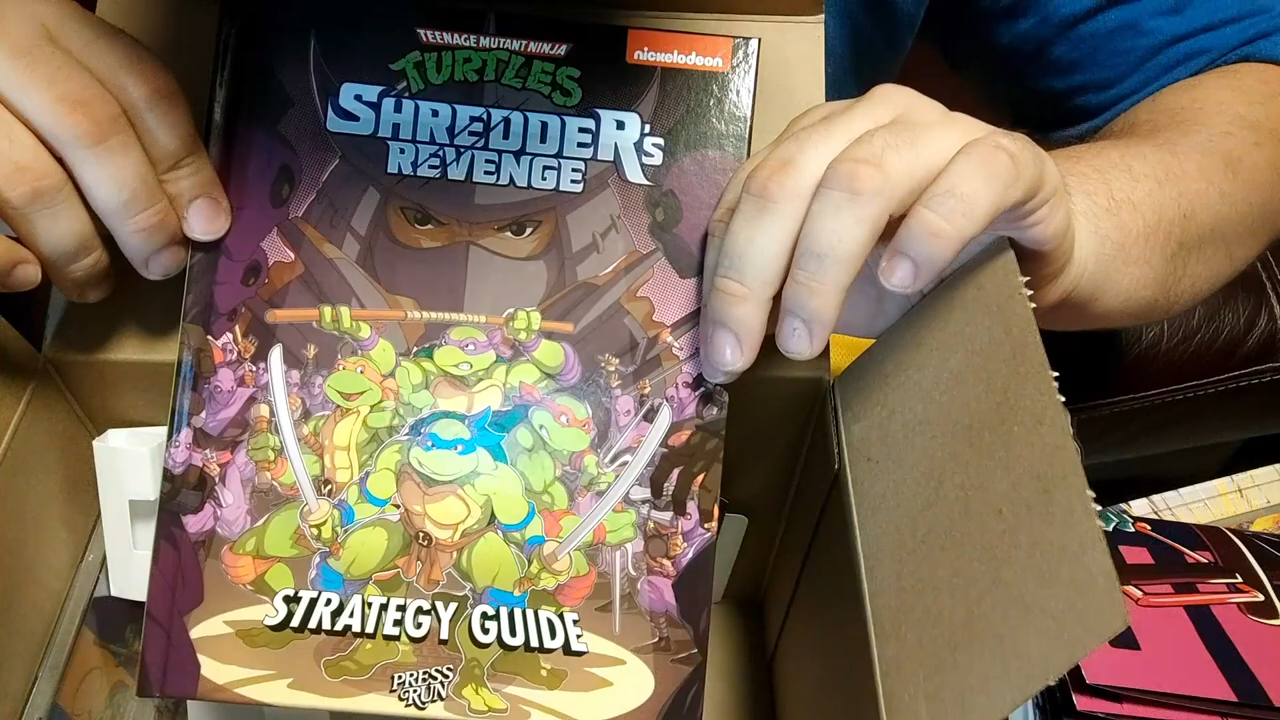 TEENAGE MUTANT NINJA
TURTLES
nickelodeon
SHREDDER'S
REVENGE
L
STRATEGY GUIDE
PRESS
RUN